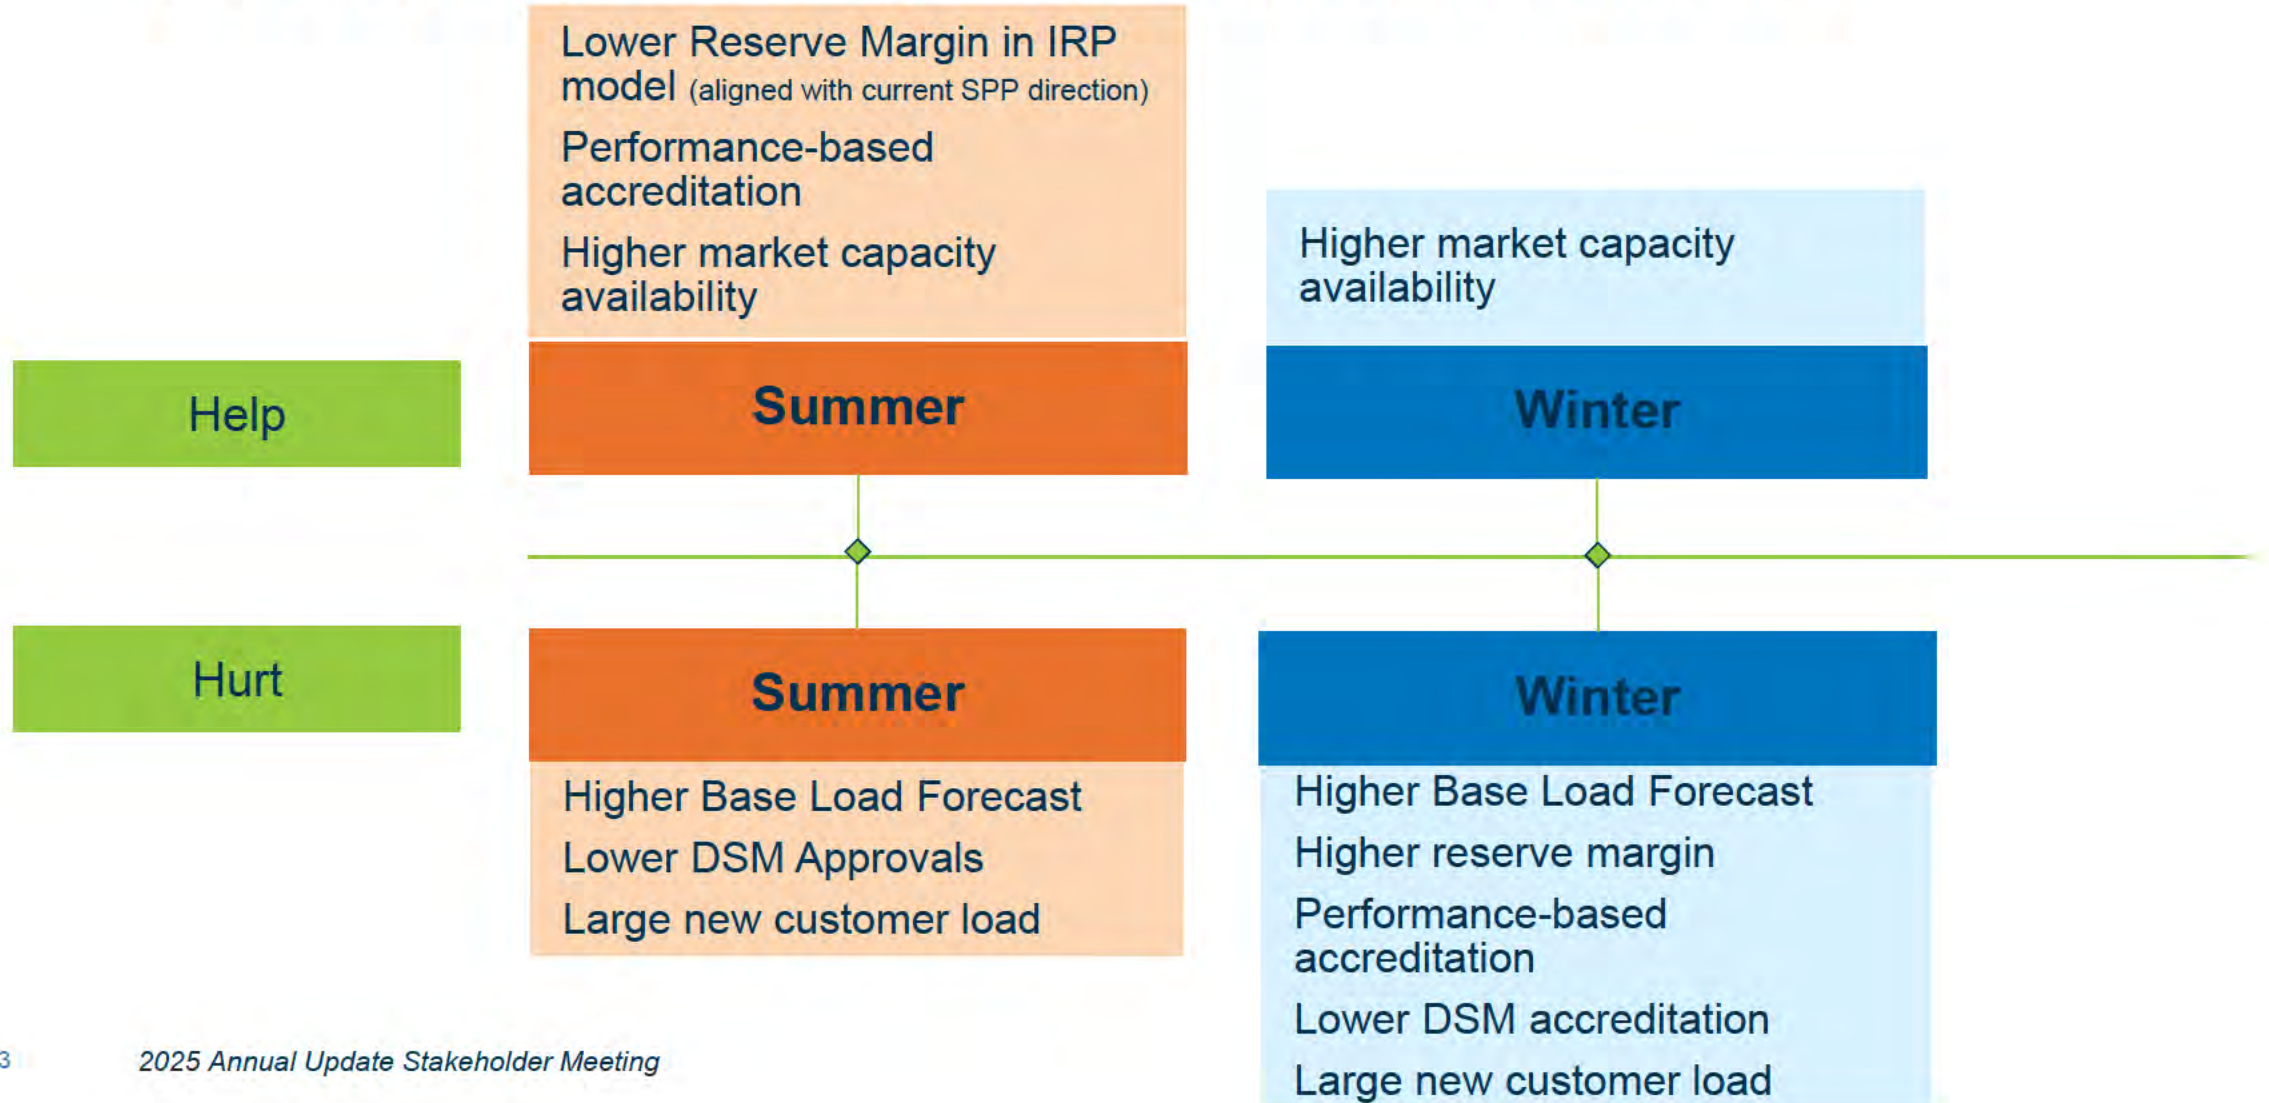 Lower Reserve Margin in IRP
model (aligned with current SPP direction)
Performance-based
accreditation
Higher market capacity
availability
Higher market capacity
availability
Help
Summer
Winter
Hurt
Summer
Winter
Higher Base Load Forecast
Lower DSM Approvals
Large new customer load
Higher Base Load Forecast
Higher reserve margin
Performance-based
accreditation
Lower DSM accreditation
Large new customer load
3
2025 Annual Update Stakeholder Meeting